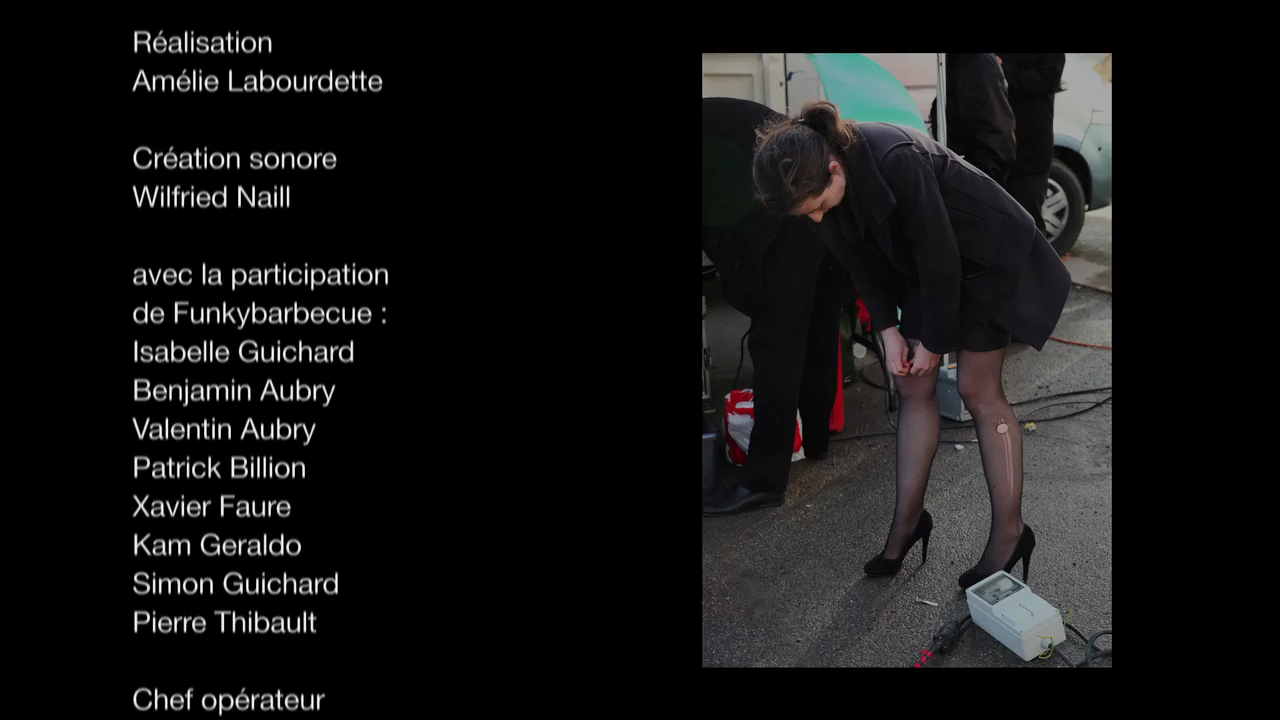 Réalisation
Amélie Labourdette
Création sonore
Wilfried Naill
avec la participation
de Funkybarbecue :
Isabelle Guichard
Benjamin Aubry
Valentin Aubry
Patrick Billion
Xavier Faure
Kam Geraldo
Simon Guichard
Pierre Thibault
Chef opérateur